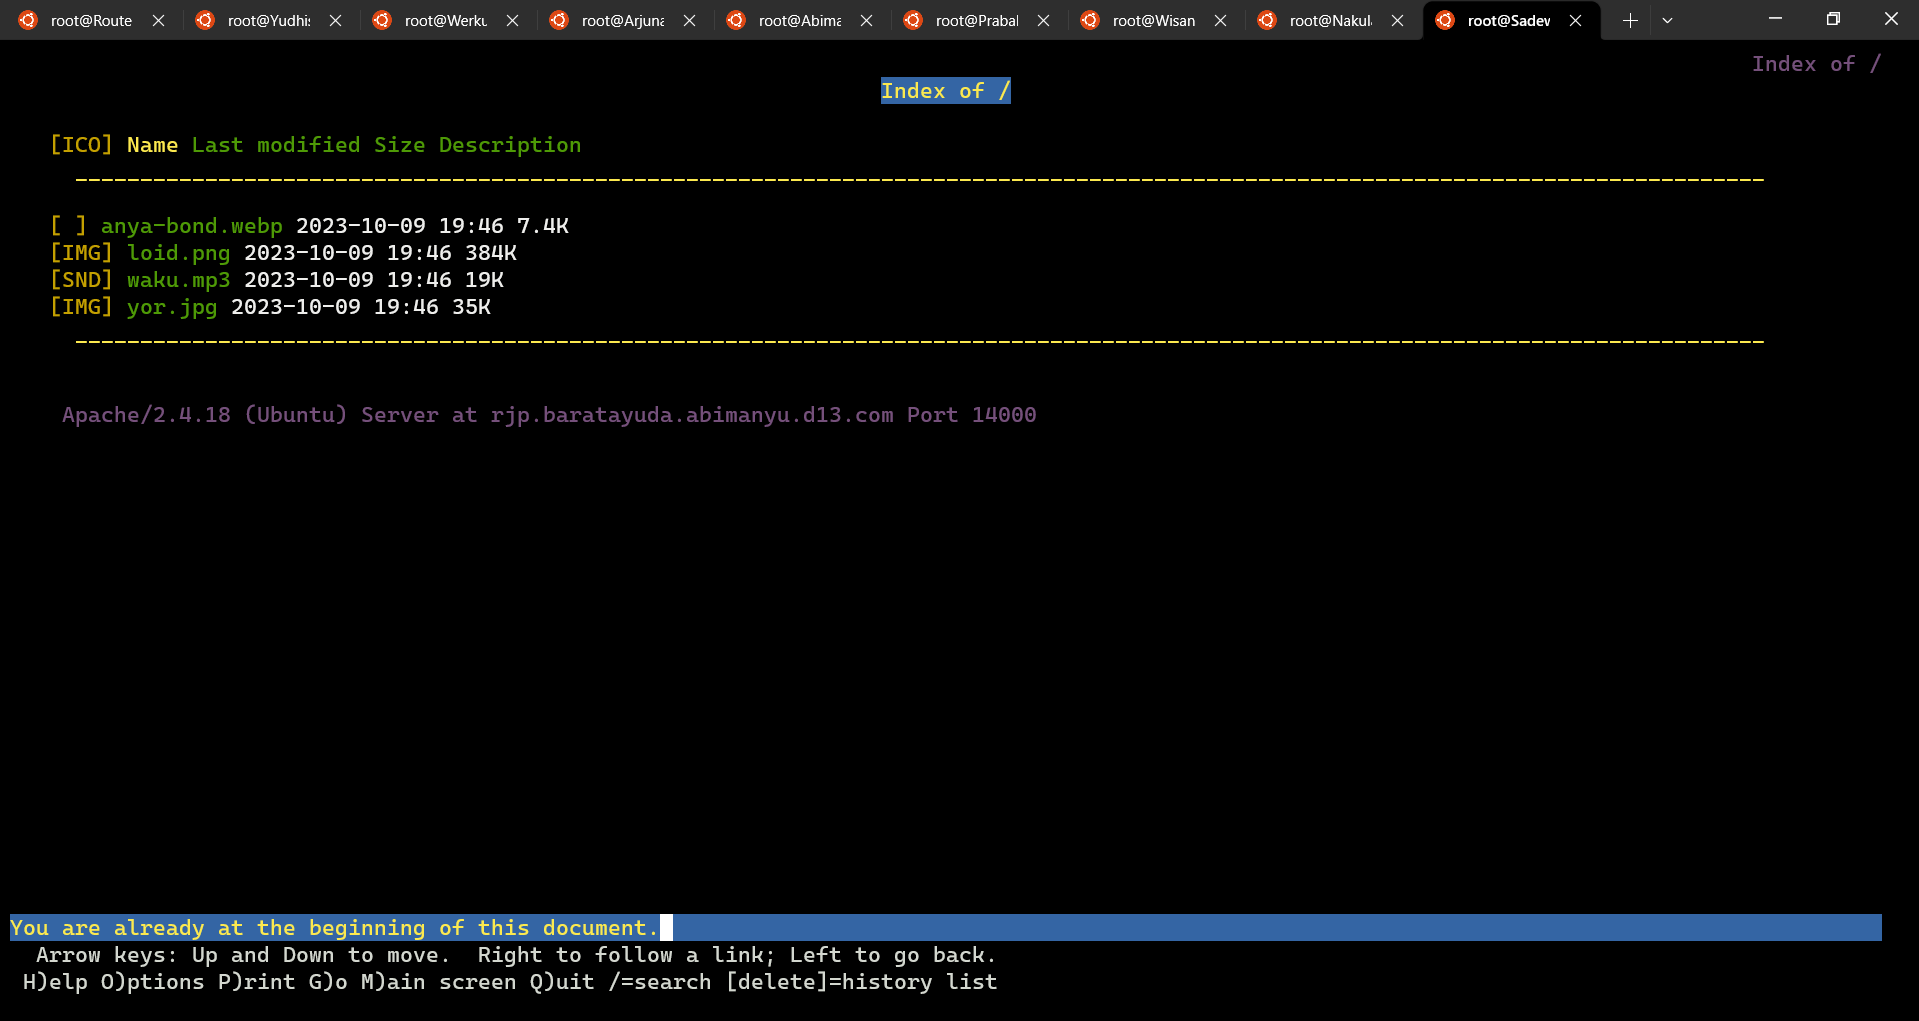 root@Route root@Yudhis root@Werku root@Arjuna root@Abima root@Prabal root@Wisan root@Nakul root@Sadev
Index of /
Index of /
[ICO] Name Last modified Size Description
[ ] anya-bond.webp 2023-10-09 19:46 7.4K
[IMG] loid.png 2023-10-09 19:46 384K
[SND] waku.mp3 2023-10-09 19:46 19K
[IMG] yor.jpg 2023-10-09 19:46 35K
Apache/2.4.18 (Ubuntu) Server at rjp.baratayuda.abimanyu.d13.com Port 14000
You are already at the beginning of this document.
Arrow keys: Up and Down to move.  Right to follow a link; Left to go back.
H)elp O)ptions P)rint G)o M)ain screen Q)uit /=search [delete]=history list